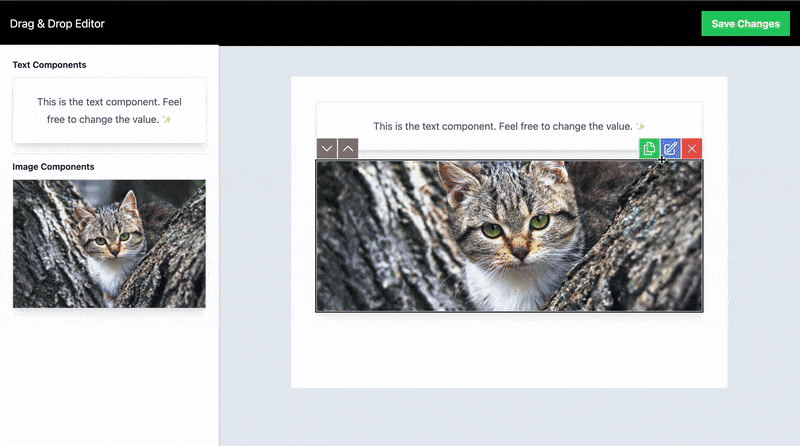 Drag & Drop Editor
Save Changes
Text Components
This is the text component. Feel
free to change the value. ✨
Image Components
This is the text component. Feel free to change the value. ✨